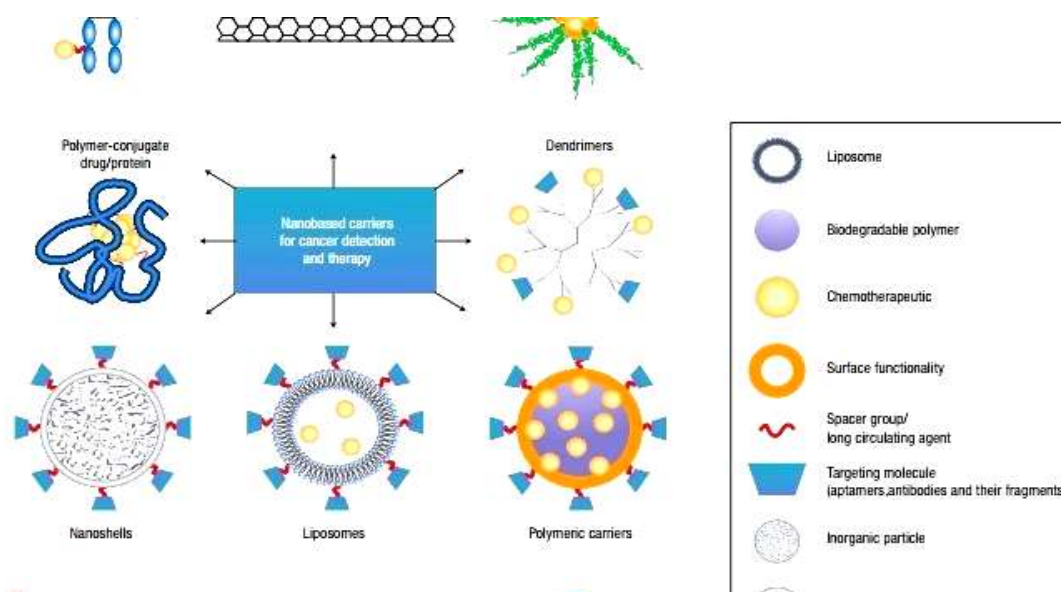 Polymer-conjugate
drug/protein
Dendrimers
Nanobased carriers
for cancer detection
and therapy
Nanoshells
Liposomes
Polymeric carriers
Liposome
Biodegradable polymer
Chemotherapeutic
Surface functionality
Spacer group/
long circulating agent
Targeting molecule
(aptamers,antibodies and their fragments
Inorganic particle